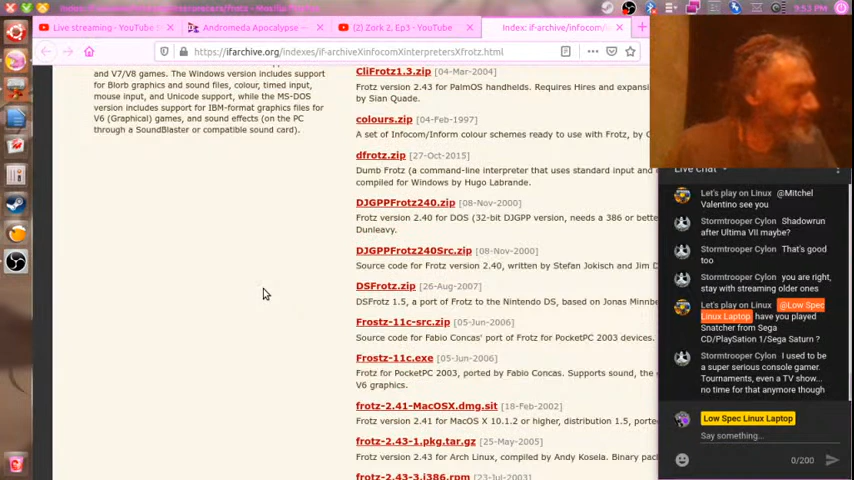 9:53 PM
Live streaming - YouTube S
Andromeda Apocalypse —
(2) Zork 2, Ep3 - YouTube
Index: if-archive/infocom/i
https://ifarchive.org/indexes/if-archiveXinfocomXinterpretersXfrotz.html
and V7/V8 games. The Windows version includes support
for Blorb graphics and sound files, colour, timed input,
mouse input, and Unicode support, while the MS-DOS
version includes support for IBM-format graphics files for
V6 (Graphical) games, and sound effects (on the PC
through a SoundBlaster or compatible sound card).
CliFrotz1.3.zip [04-Mar-2004]
Frotz version 2.43 for PalmOS handhelds. Requires Hires and expansi
by Sian Quade.
colours.zip [04-Feb-1997]
A set of Infocom/Inform colour schemes ready to use with Frotz, by C
dfrotz.zip [27-Oct-2015]
Dumb Frotz (a command-line interpreter that uses standard input and
compiled for Windows by Hugo Labrande.
DJGPPFrotz240.zip [08-Nov-2000]
Frotz version 2.40 for DOS (32-bit DJGPP version, needs a 386 or bette
Dunleavy.
DJGPPFrotz240Src.zip [08-Nov-2000]
Source code for Frotz version 2.40, written by Stefan Jokisch and Jim D
DSFrotz.zip [26-Aug-2007]
DSFrotz 1.5, a port of Frotz to the Nintendo DS, based on Jonas Minnbe
Frostz-11c-src.zip [05-Jun-2006]
Source code for Fabio Concas' port of Frotz for PocketPC 2003 devices.
Frostz-11c.exe [05-Jun-2006]
Frotz for PocketPC 2003, ported by Fabio Concas. Supports sound, the
V6 graphics.
frotz-2.41-MacOSX.dmg.sit [18-Feb-2002]
Frotz version 2.41 for MacOS X 10.1.2 or higher, distribution 1.5, porte
frotz-2.43-1.pkg.tar.gz [25-May-2005]
Frotz version 2.43 for Arch Linux, compiled by Andy Kosela. Binary pac
frotz-2.43-3.i386.rpm [23-Jul-2003]
Live chat
Let's play on Linux @Mitchel
Valentino see you
Stormtrooper Cylon Shadowrun
after Ultima VII maybe?
Stormtrooper Cylon That's good
too
Stormtrooper Cylon you are right,
stay with streaming older ones
Let's play on Linux @Low Spec
Linux Laptop have you played
Snatcher from Sega
CD/PlayStation 1/Sega Saturn ?
Stormtrooper Cylon I used to be
a super serious console gamer.
Tournaments, even a TV show...
no time for that anymore though
Low Spec Linux Laptop
Say something...
0/200